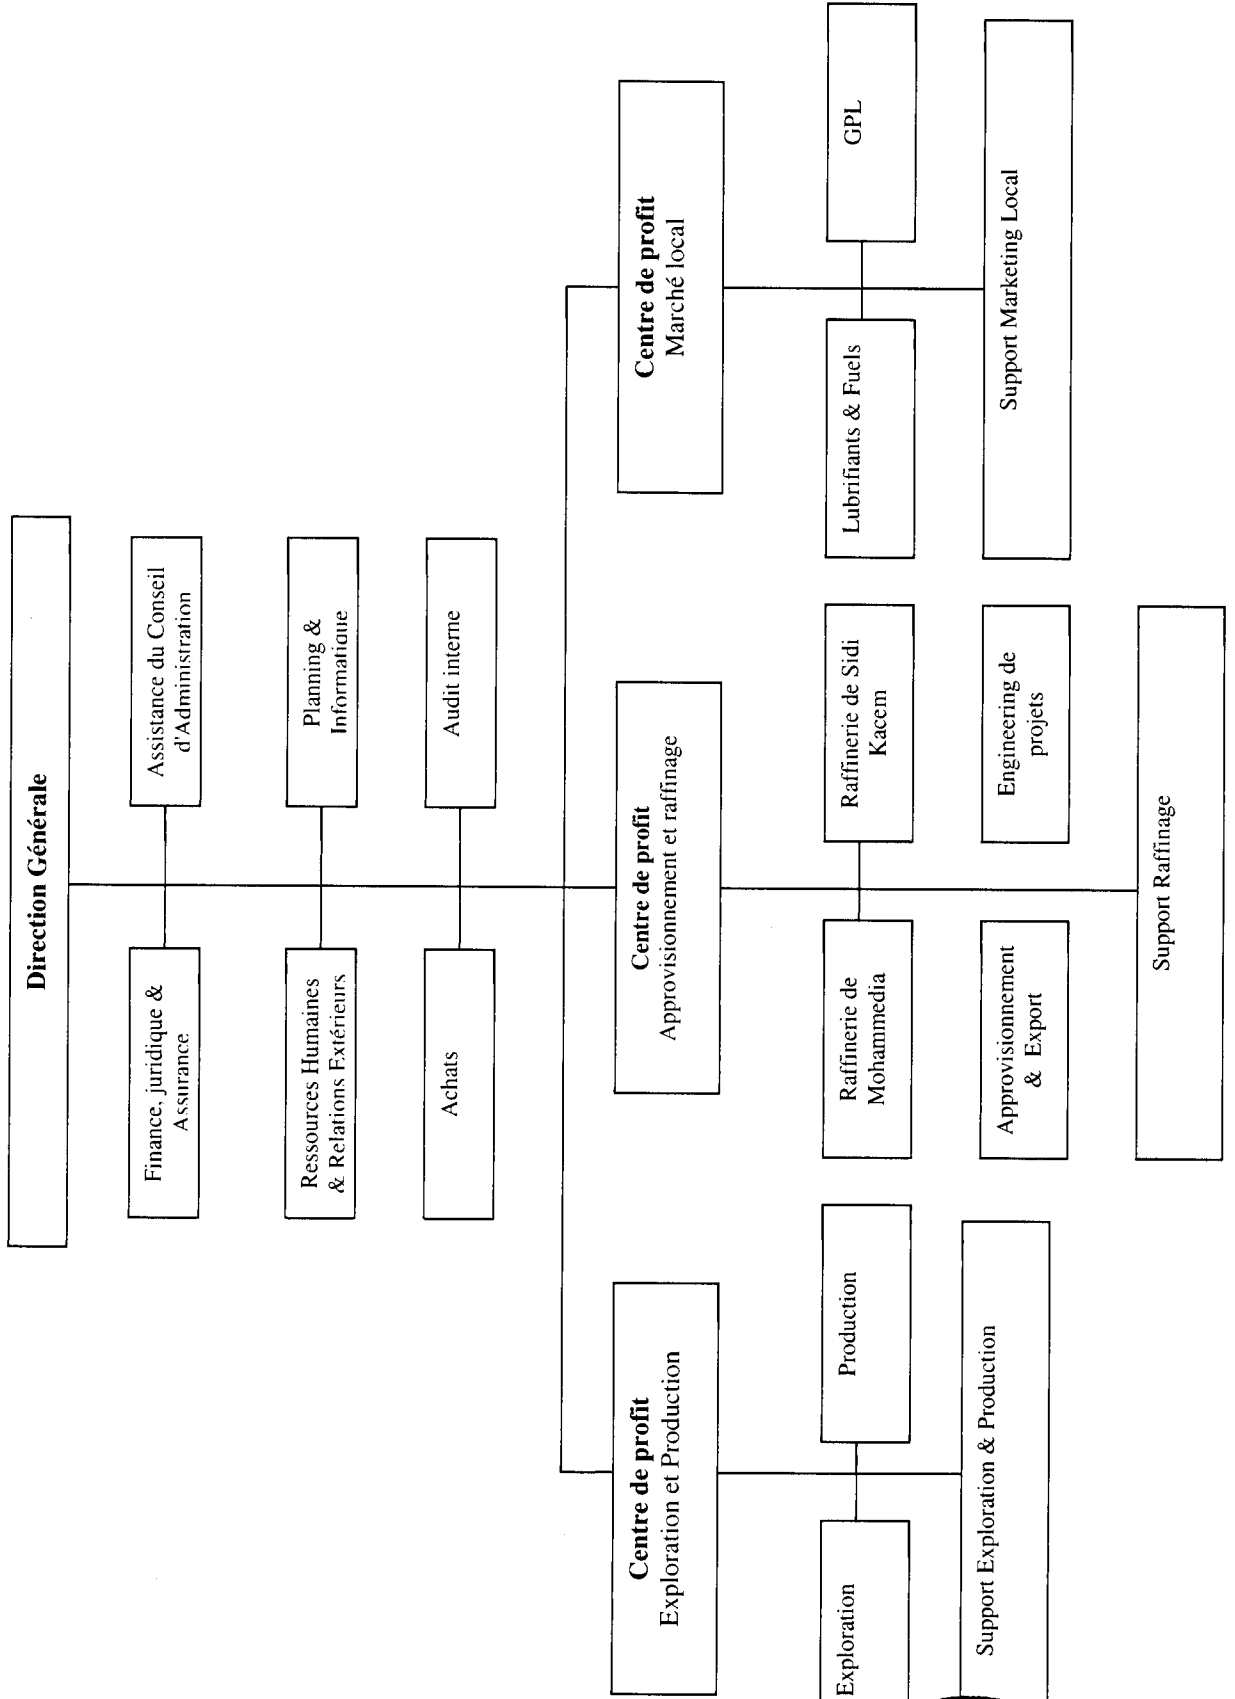 Direction Générale
Finance, juridique &
Assurance
Assistance du Conseil
d'Administration
Ressources Humaines
& Relations Extérieurs
Planning &
Informatique
Achats
Audit interne
Centre de profit
Exploration et Production
Centre de profit
Approvisionnement et raffinage
Centre de profit
Marché local
Exploration
Production
Raffinerie de
Mohammedia
Raffinerie de Sidi
Kacem
Lubrifiants & Fuels
GPL
Support Exploration & Production
Approvisionnement
& Export
Engineering de
projets
Support Marketing Local
Support Raffinage